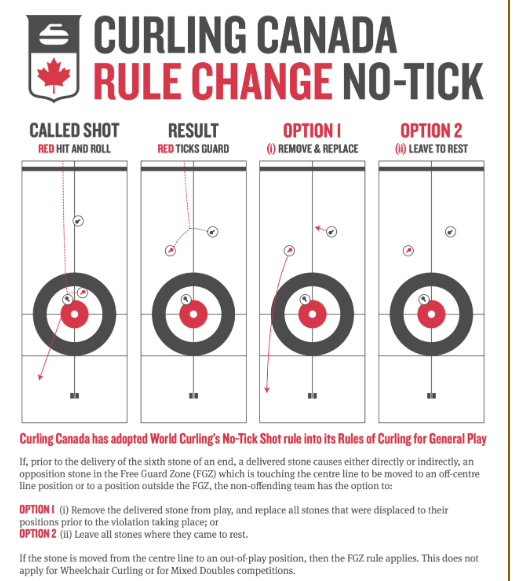 CURLING CANADA
RULE CHANGE NO-TICK
CALLED SHOT
RED HIT AND ROLL
RESULT
RED TICKS GUARD
OPTION 1
(i) REMOVE & REPLACE
OPTION 2
(ii) LEAVE TO REST
Curling Canada has adopted World Curling's No-Tick Shot rule into its Rules of Curling for General Play
If, prior to the delivery of the sixth stone of an end, a delivered stone causes either directly or indirectly, an
opposition stone in the Free Guard Zone (FGZ) which is touching the centre line to be moved to an off-centre
line position or to a position outside the FGZ, the non-offending team has the option to:
OPTION 1 (i) Remove the delivered stone from play, and replace all stones that were displaced to their
positions prior to the violation taking place; or
OPTION 2 (ii) Leave all stones where they came to rest.
If the stone is moved from the centre line to an out-of-play position, then the FGZ rule applies. This does not
apply for Wheelchair Curling or for Mixed Doubles competitions.